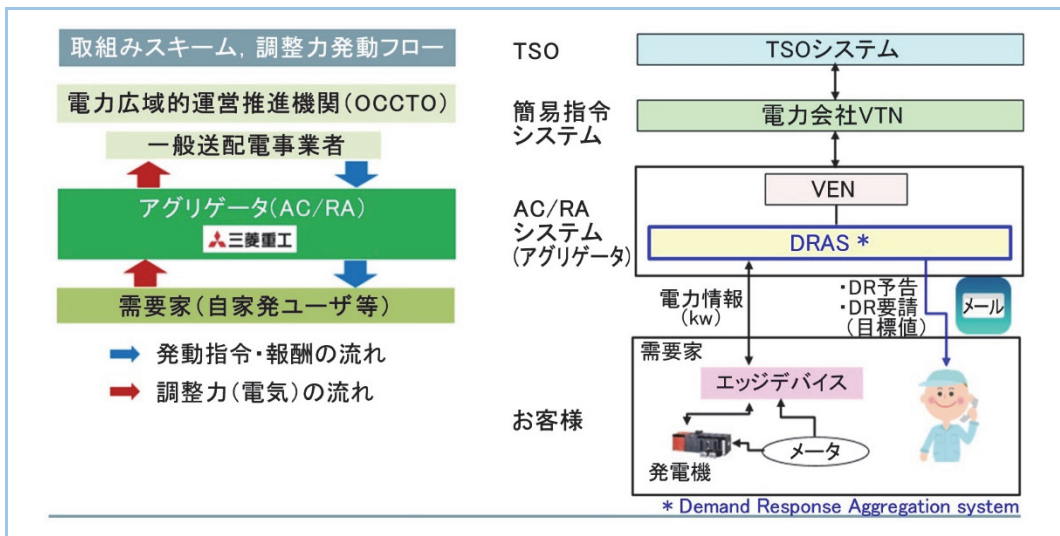 取組みスキーム, 調整力発動フロー
電力広域的運営推進機関(OCCTO)
一般送配電事業者
アグリゲータ(AC/RA)
三菱重工
需要家(自家発ユーザ等)
発動指令・報酬の流れ
調整力(電気)の流れ
TSO
TSOシステム
簡易指令
システム
電力会社VTN
AC/RA
システム
(アグリゲータ)
VEN
DRAS *
電力情報
(kw)
・DR予告
・DR要請
(目標値)
メール
お客様
需要家
エッジデバイス
メータ
発電機
* Demand Response Aggregation system